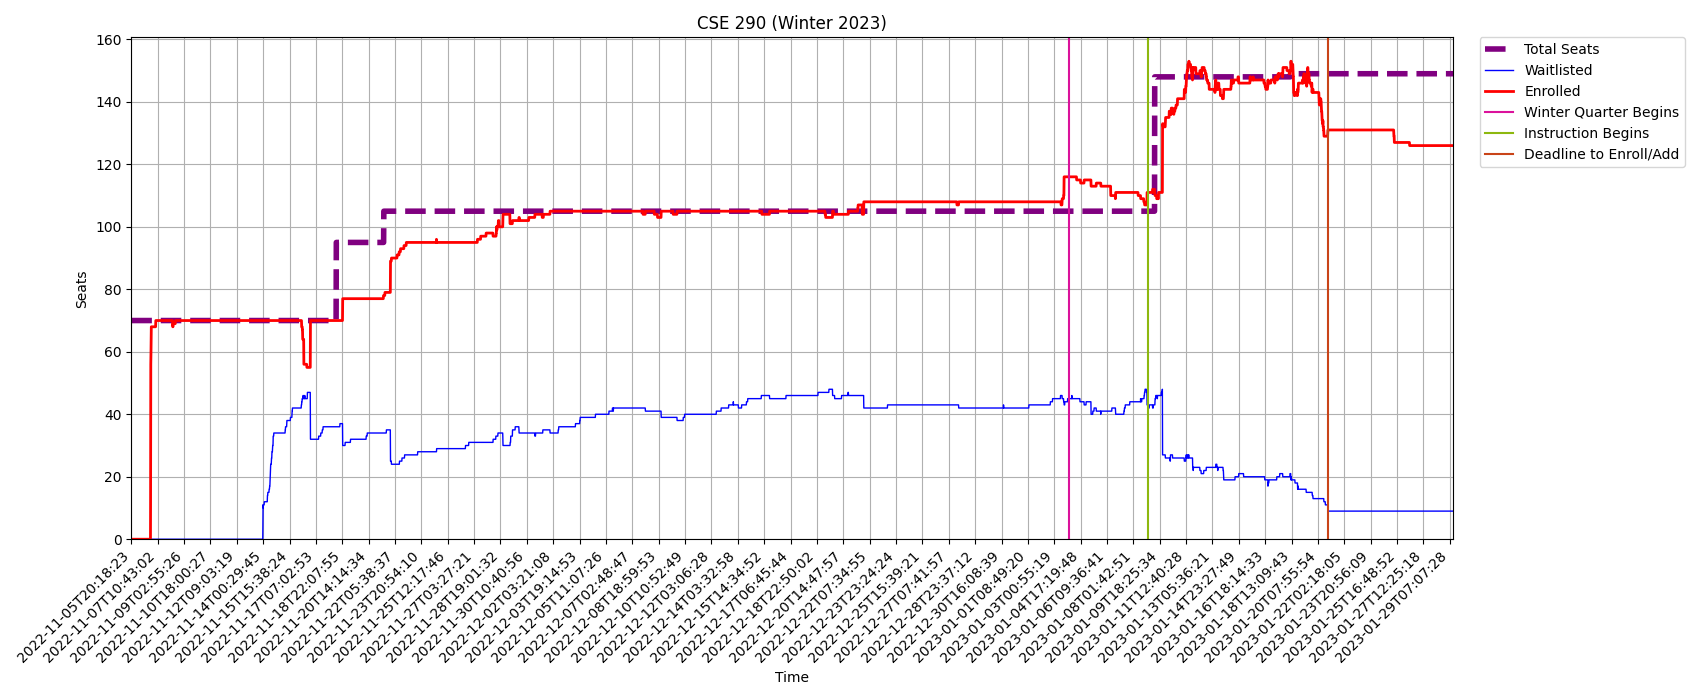 CSE 290 (Winter 2023)
160
140
120
100
80
60
40
20
0
Seats
Total Seats
Waitlisted
Enrolled
Winter Quarter Begins
Instruction Begins
Deadline to Enroll/Add
2022-11-05T20:18:23
2022-11-07T10:43:02
2022-11-09T02:55:26
2022-11-10T18:00:27
2022-11-12T09:03:19
2022-11-14T00:29:45
2022-11-15T15:38:24
2022-11-17T07:02:53
2022-11-18T22:07:55
2022-11-20T14:14:34
2022-11-22T05:38:37
2022-11-23T20:54:10
2022-11-25T12:17:46
2022-11-27T03:27:21
2022-11-28T19:01:32
2022-11-30T10:40:56
2022-12-02T03:21:08
2022-12-03T19:14:53
2022-12-05T11:07:26
2022-12-07T02:48:47
2022-12-08T18:59:53
2022-12-10T10:52:49
2022-12-12T03:06:28
2022-12-14T03:32:58
2022-12-15T14:34:52
2022-12-17T06:45:44
2022-12-18T22:50:02
2022-12-20T14:47:57
2022-12-22T07:34:55
2022-12-23T23:24:24
2022-12-25T15:39:21
2022-12-27T07:41:57
2022-12-28T23:37:12
2022-12-30T16:08:39
2023-01-01T08:49:20
2023-01-03T00:55:19
2023-01-04T17:19:48
2023-01-06T09:36:41
2023-01-08T01:42:51
2023-01-09T18:25:34
2023-01-11T12:40:28
2023-01-13T05:36:21
2023-01-14T23:27:49
2023-01-16T18:14:33
2023-01-18T13:09:43
2023-01-20T07:55:54
2023-01-22T02:18:05
2023-01-23T20:56:09
2023-01-25T16:48:52
2023-01-27T12:25:18
2023-01-29T07:07:28
Time